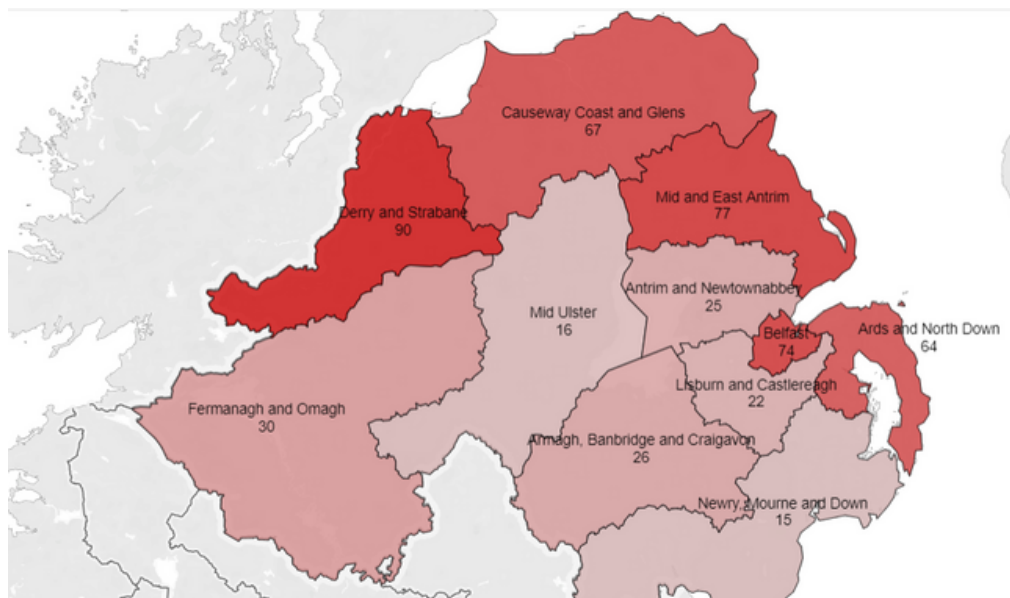 Causeway Coast and Glens
67
Mid and East Antrim
77
Derry and Strabane
90
Antrim and Newtownabbey
25
Mid Ulster
16
Belfast
74
Ards and North Down
64
Lisburn and Castlereagh
22
Fermanagh and Omagh
30
Armagh, Banbridge and Craigavon
26
Newry, Mourne and Down
15